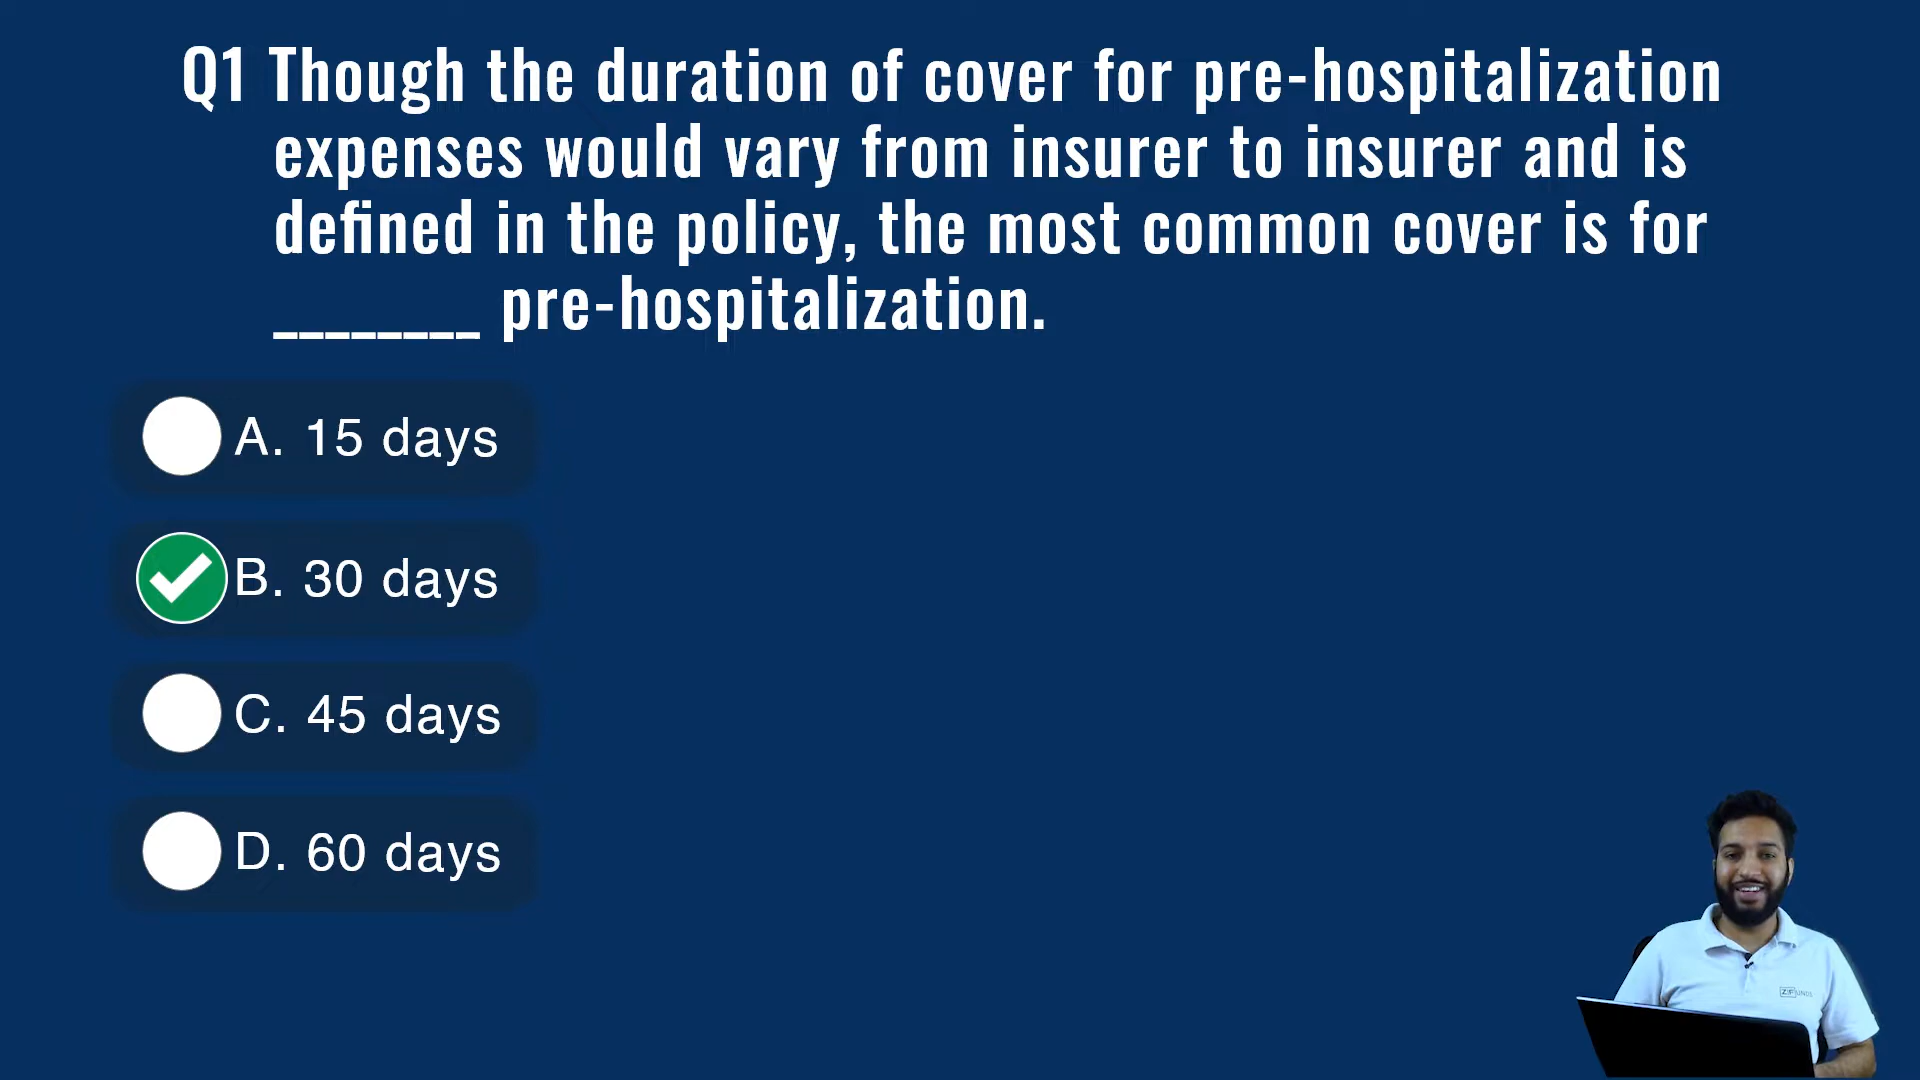 Q1 Though the duration of cover for pre-hospitalization
expenses would vary from insurer to insurer and is
defined in the policy, the most common cover is for
________ pre-hospitalization.
A. 15 days
B. 30 days
C. 45 days
D. 60 days